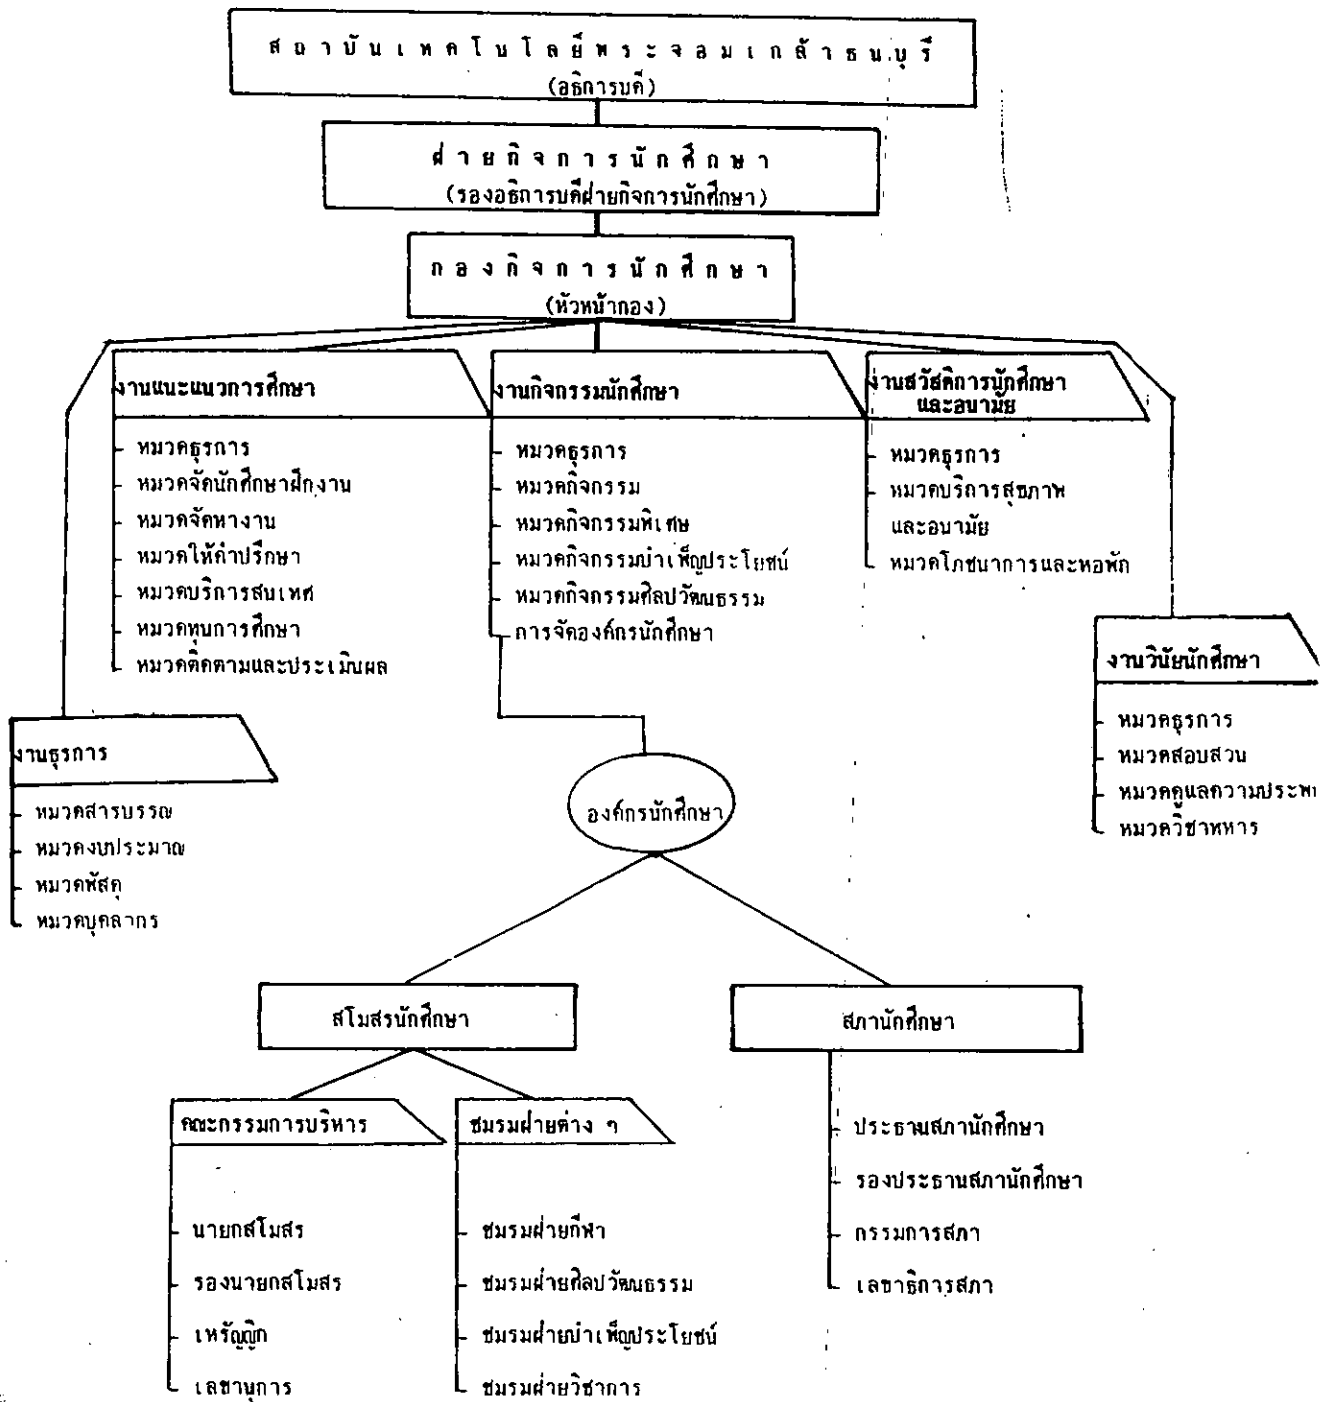 สถาบันเทคโนโลยีพระจอมเกล้าธนบุรี
(อธิการบดี)
ฝ่ายกิจการนักศึกษา
(รองอธิการบดีฝ่ายกิจการนักศึกษา)
กองกิจการนักศึกษา
(หัวหน้ากอง)
งานแนะแนวการศึกษา
หมวดธุรการ
หมวดจัดนักศึกษาฝึกงาน
หมวดจัดหางาน
หมวดให้คำปรึกษา
หมวดบริการสนเทศ
หมวดทุนการศึกษา
หมวดติดตามและประเมินผล
งานกิจกรรมนักศึกษา
หมวดธุรการ
หมวดกิจกรรม
หมวดกิจกรรมพิเศษ
หมวดกิจกรรมบำเพ็ญประโยชน์
หมวดกิจกรรมศิลปวัฒนธรรม
การจัดองค์กรนักศึกษา
งานสวัสดิการนักศึกษา
และอนามัย
หมวดธุรการ
หมวดบริการสุขภาพ
และอนามัย
หมวดโภชนาการและหอพัก
งานวินัยนักศึกษา
หมวดธุรการ
หมวดสอบสวน
หมวดดูแลความประพ
หมวดวิชาทหาร
งานธุรการ
หมวดสารบรรณ
หมวดงบประมาณ
หมวดพัสดุ
หมวดบุคลากร
องค์กรนักศึกษา
สโมสรนักศึกษา
สภานักศึกษา
คณะกรรมการบริหาร
นายกสโมสร
รองนายกสโมสร
เหรัญญิก
เลขานุการ
ชมรมฝ่ายต่าง ๆ
ชมรมฝ่ายกีฬา
ชมรมฝ่ายศิลปวัฒนธรรม
ชมรมฝ่ายบำเพ็ญประโยชน์
ชมรมฝ่ายวิชาการ
ประธานสภานักศึกษา
รองประธานสภานักศึกษา
กรรมการสภา
เลขาธิการสภา